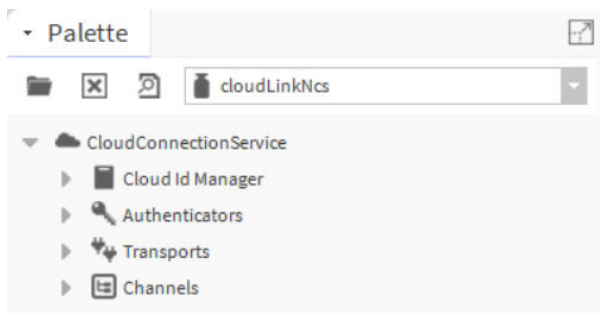 Palette
cloudLinkNcs
CloudConnectionService
Cloud Id Manager
Authenticators
Transports
Channels